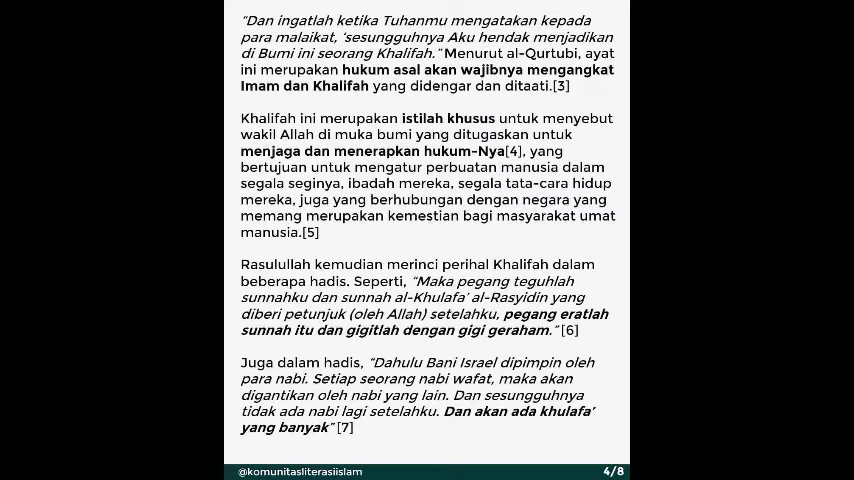 “Dan ingatlah ketika Tuhanmu mengatakan kepada
para malaikat, ‘sesungguhnya Aku hendak menjadikan
di Bumi ini seorang Khalifah.” Menurut al-Qurtubi, ayat
ini merupakan hukum asal akan wajibnya mengangkat
Imam dan Khalifah yang didengar dan ditaati.[3]
Khalifah ini merupakan istilah khusus untuk menyebut
wakil Allah di muka bumi yang ditugaskan untuk
menjaga dan menerapkan hukum-Nya[4], yang
bertujuan untuk mengatur perbuatan manusia dalam
segala seginya, ibadah mereka, segala tata-cara hidup
mereka, juga yang berhubungan dengan negara yang
memang merupakan kemestian bagi masyarakat umat
manusia.[5]
Rasulullah kemudian merinci perihal Khalifah dalam
beberapa hadis. Seperti, “Maka pegang teguhlah
sunnahku dan sunnah al-Khulafa’ al-Rasyidin yang
diberi petunjuk (oleh Allah) setelahku, pegang eratlah
sunnah itu dan gigitlah dengan gigi geraham.” [6]
Juga dalam hadis, “Dahulu Bani Israel dipimpin oleh
para nabi. Setiap seorang nabi wafat, maka akan
digantikan oleh nabi yang lain. Dan sesungguhnya
tidak ada nabi lagi setelahku. Dan akan ada khulafa’
yang banyak” [7]
@komunitasliterasiislam
4/8